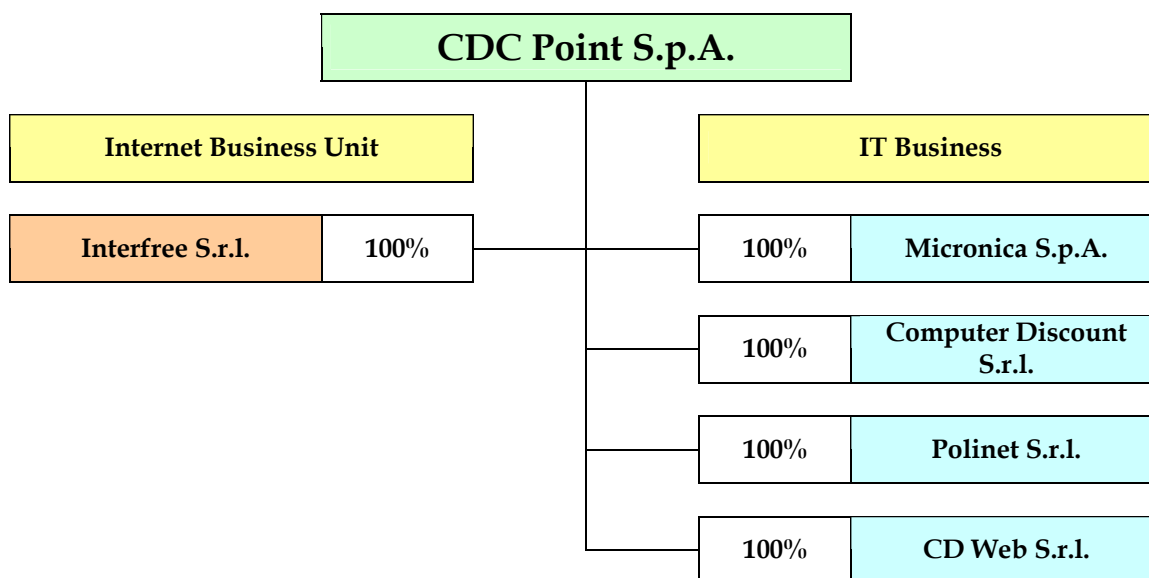 CDC Point S.p.A.
Internet Business Unit
IT Business
Interfree S.r.l.
100%
100%
Micronica S.p.A.
100%
Computer Discount
S.r.l.
100%
Polinet S.r.l.
100%
CD Web S.r.l.